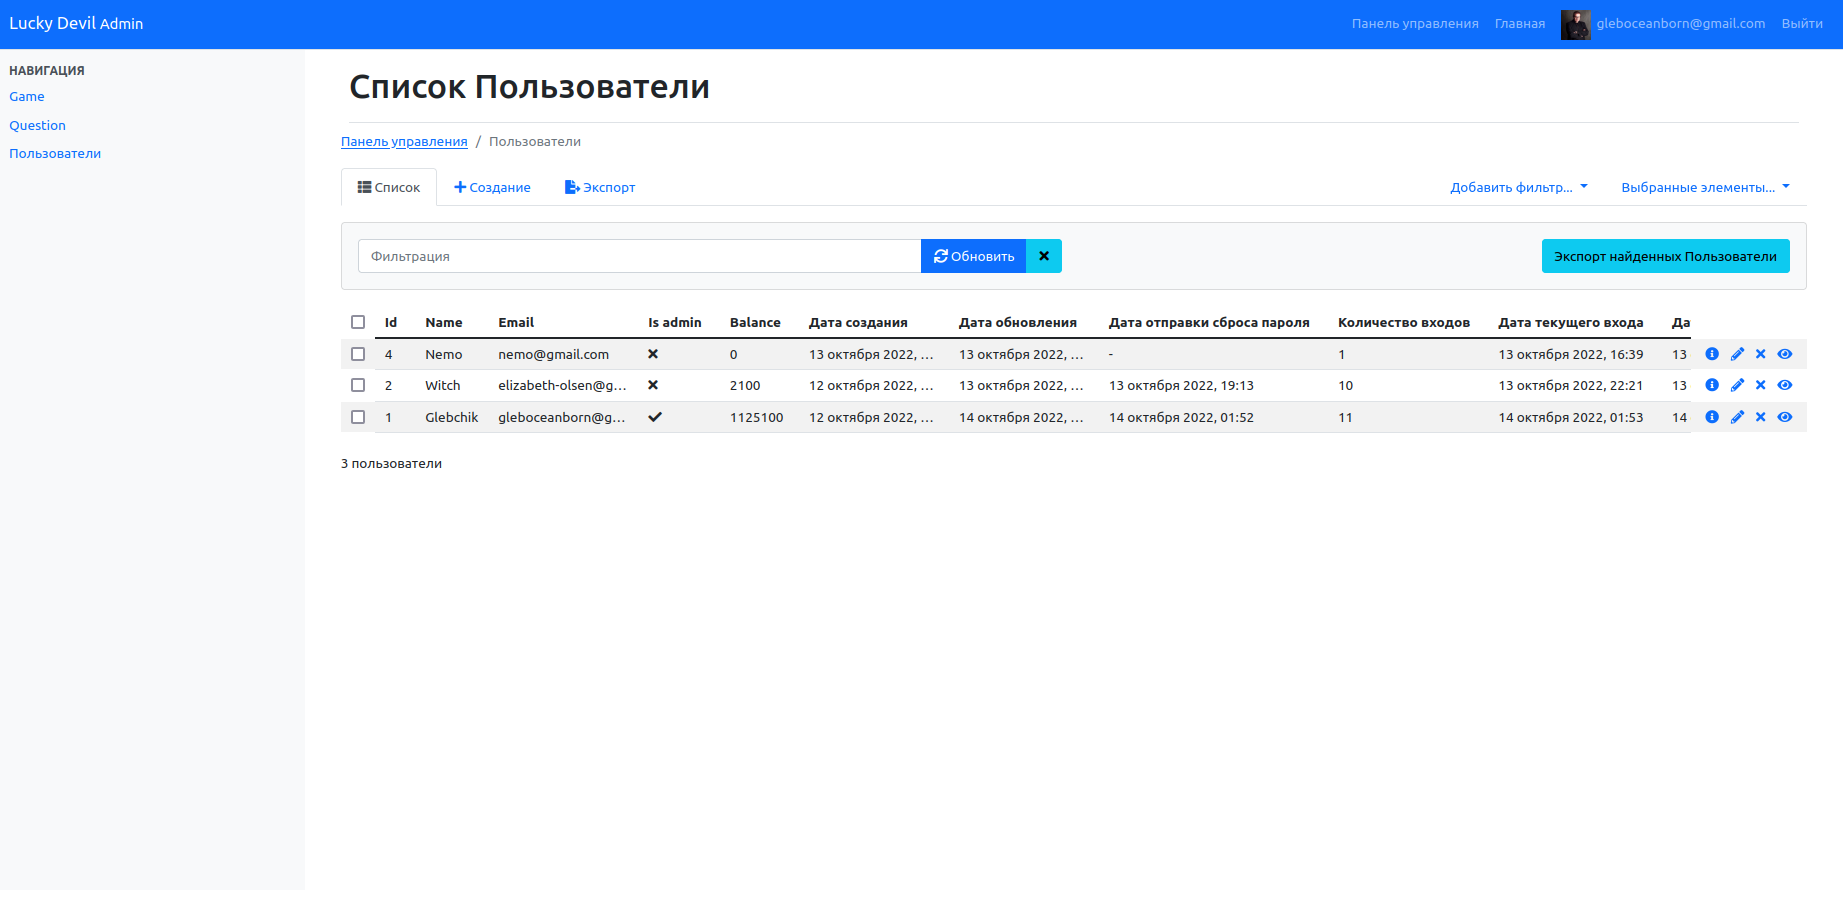 Lucky Devil Admin
Панель управления Главная gleboceanborn@gmail.com Выйти
НАВИГАЦИЯ
Game
Question
Пользователи
Список Пользователи
Панель управления / Пользователи
Список Создание Экспорт Добавить фильтр... Выбранные элементы...
Фильтрация Обновить Экспорт найденных Пользователи
Id Name Email Is admin Balance Дата создания Дата обновления Дата отправки сброса пароля Количество входов Дата текущего входа Да
4 Nemo nemo@gmail.com 0 13 октября 2022, ... 13 октября 2022, ... - 1 13 октября 2022, 16:39 13
2 Witch elizabeth-olsen@g... 2100 12 октября 2022, ... 13 октября 2022, ... 13 октября 2022, 19:13 10 13 октября 2022, 22:21 13
1 Glebchik gleboceanborn@g... 1125100 12 октября 2022, ... 14 октября 2022, ... 14 октября 2022, 01:52 11 14 октября 2022, 01:53 14
3 пользователи